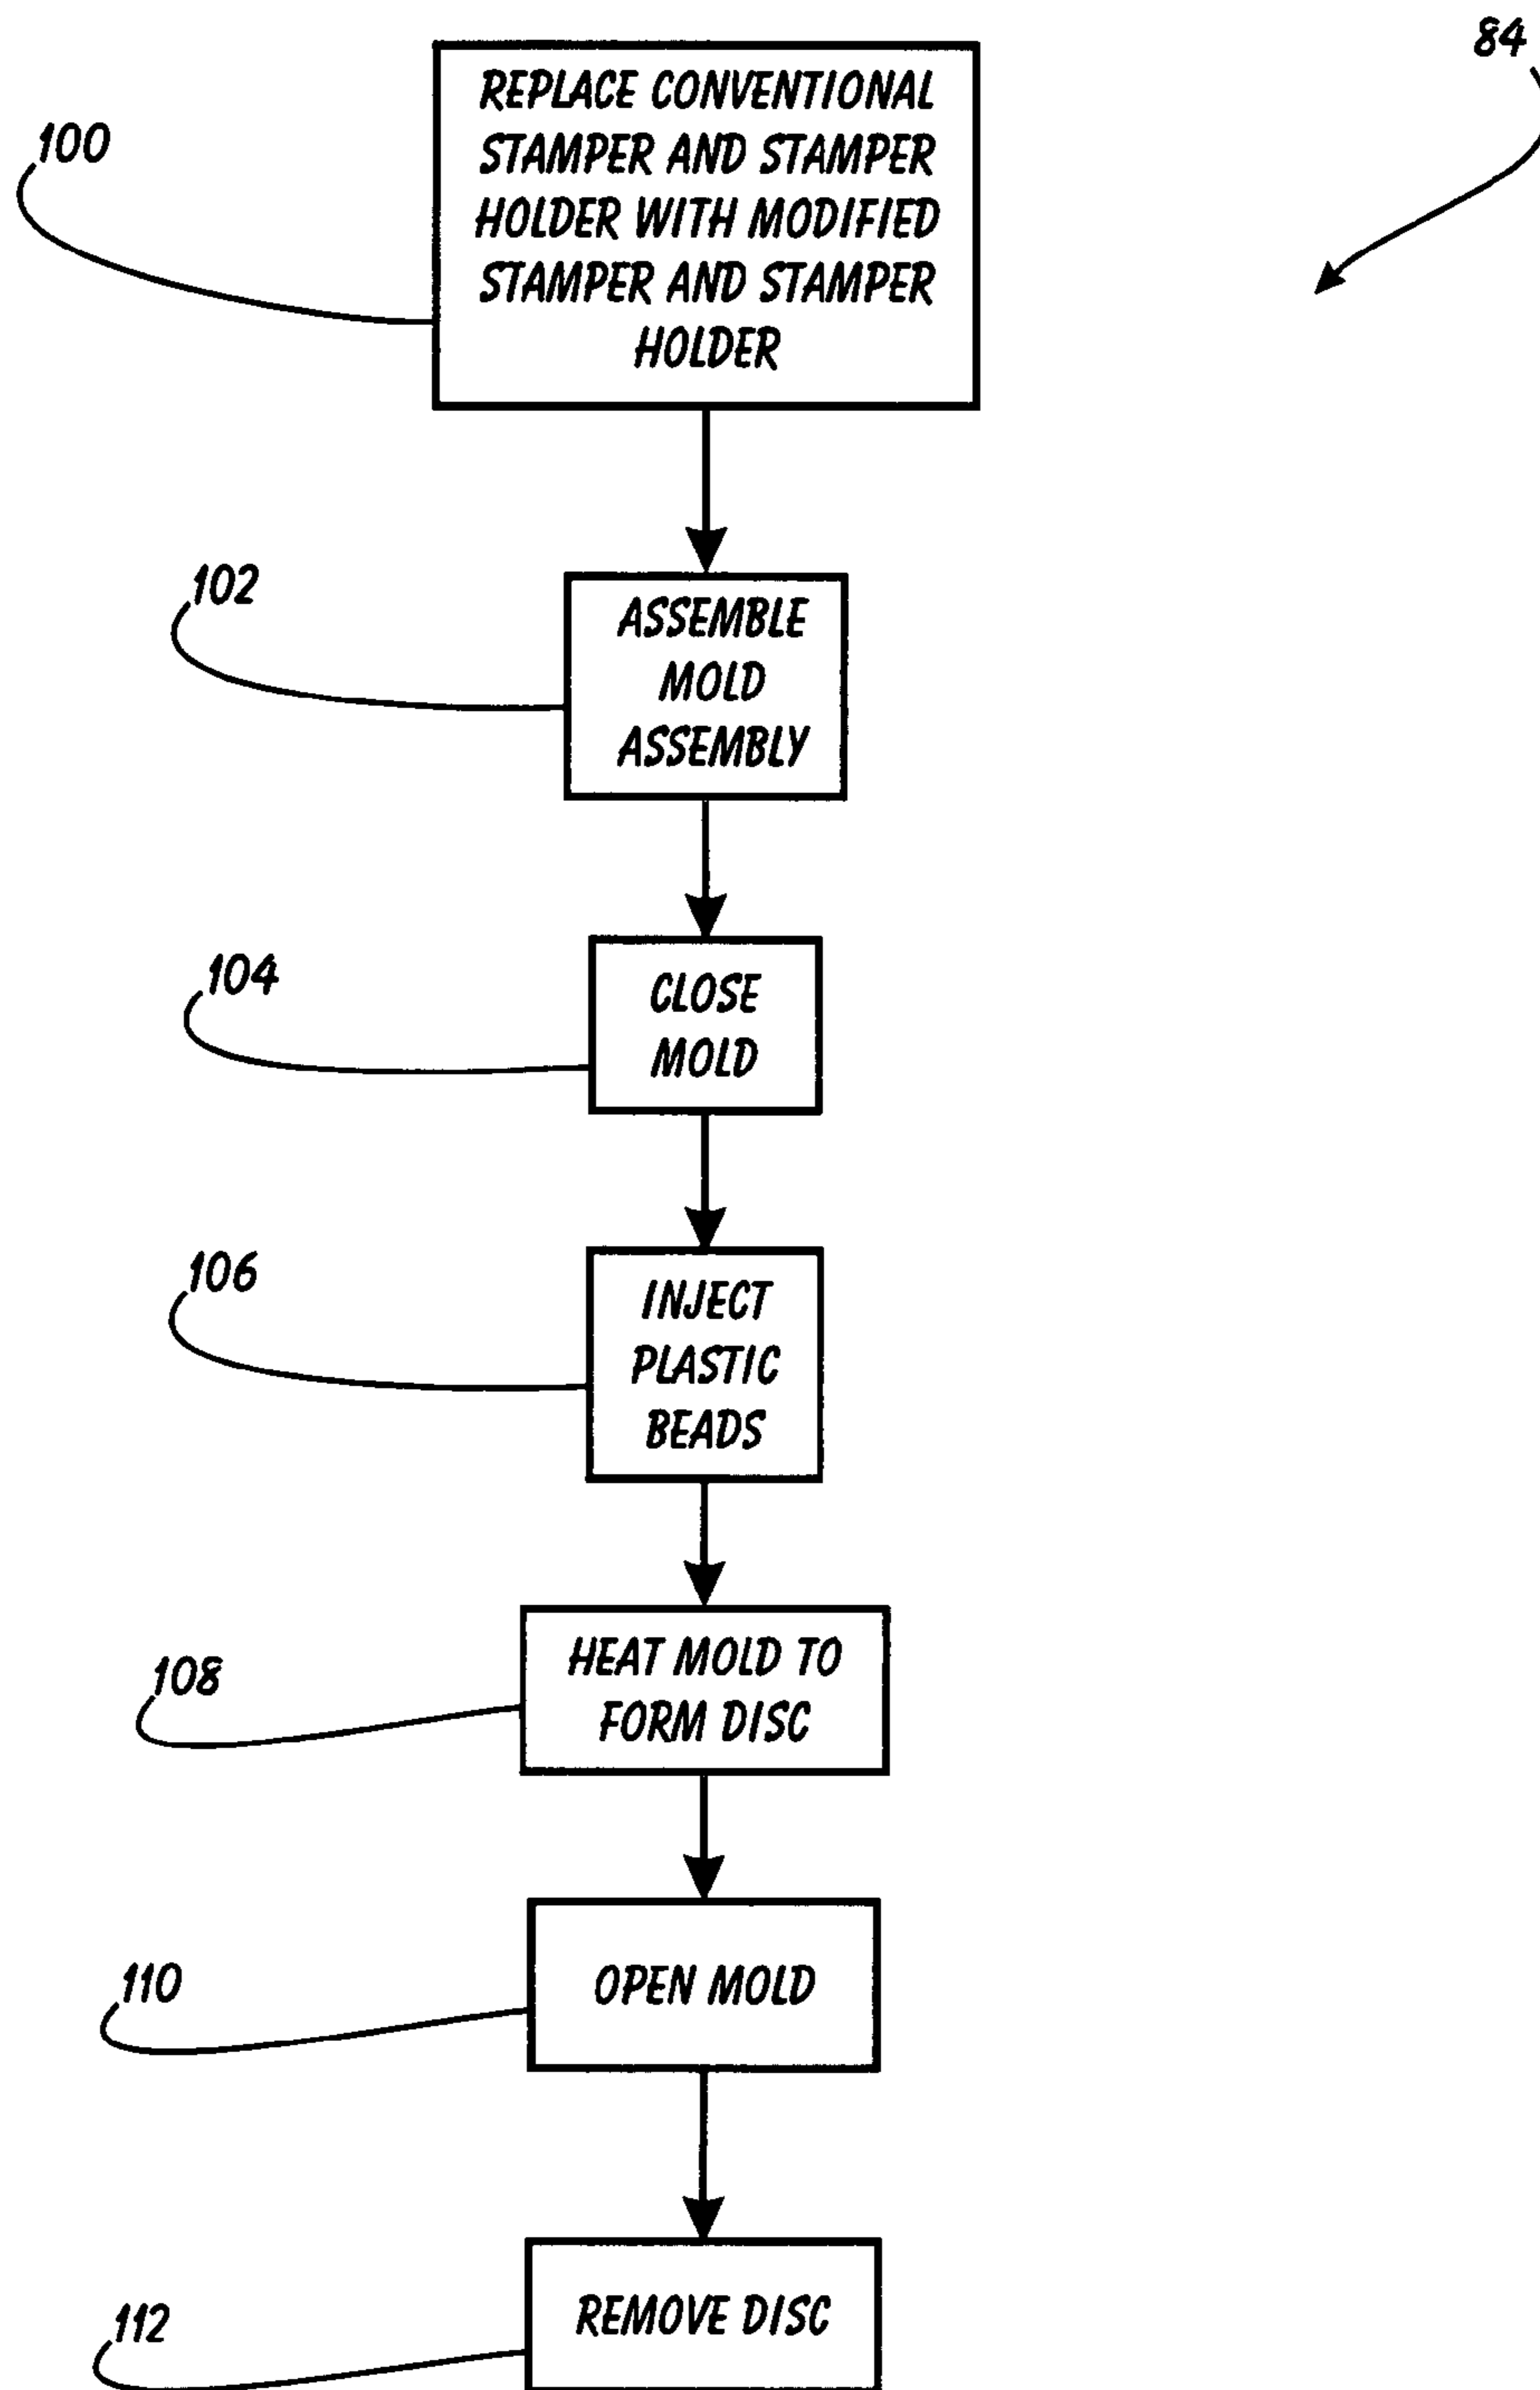 84
100
REPLACE CONVENTIONAL
STAMPER AND STAMPER
HOLDER WITH MODIFIED
STAMPER AND STAMPER
HOLDER
102
ASSEMBLE
MOLD
ASSEMBLY
104
CLOSE
MOLD
106
INJECT
PLASTIC
BEADS
108
HEAT MOLD TO
FORM DISC
110
OPEN MOLD
112
REMOVE DISC